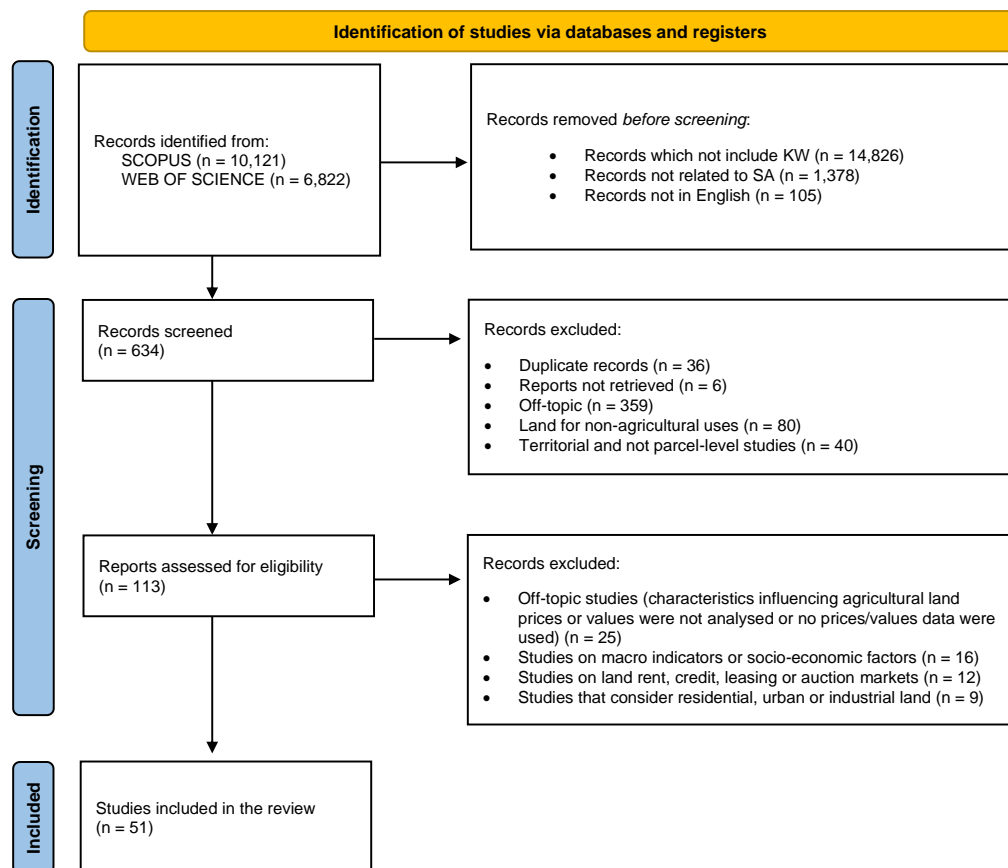 Identification of studies via databases and registers
Identification
Records identified from:
SCOPUS (n = 10,121)
WEB OF SCIENCE (n = 6,822)
Records removed before screening:
• Records which not include KW (n = 14,826)
• Records not related to SA (n = 1,378)
• Records not in English (n = 105)
Screening
Records screened
(n = 634)
Records excluded:
• Duplicate records (n = 36)
• Reports not retrieved (n = 6)
• Off-topic (n = 359)
• Land for non-agricultural uses (n = 80)
• Territorial and not parcel-level studies (n = 40)
Reports assessed for eligibility
(n = 113)
Records excluded:
• Off-topic studies (characteristics influencing agricultural land
prices or values were not analysed or no prices/values data were
used) (n = 25)
• Studies on macro indicators or socio-economic factors (n = 16)
• Studies on land rent, credit, leasing or auction markets (n = 12)
• Studies that consider residential, urban or industrial land (n = 9)
Included
Studies included in the review
(n = 51)